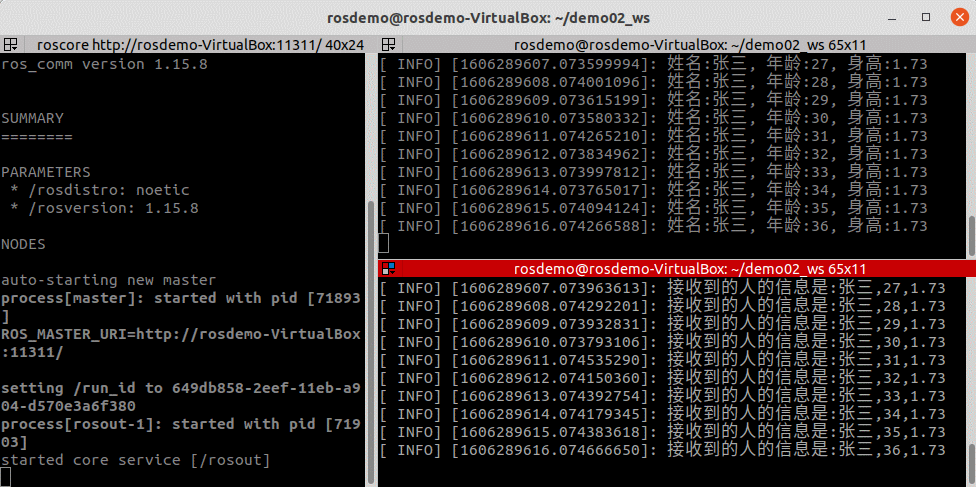 rosdemo@rosdemo-VirtualBox: ~/demo02_ws
roscore http://rosdemo-VirtualBox:11311/ 40x24
ros_comm version 1.15.8
SUMMARY
========
PARAMETERS
* /rosdistro: noetic
* /rosversion: 1.15.8
NODES
auto-starting new master
process[master]: started with pid [71893
]
ROS_MASTER_URI=http://rosdemo-VirtualBox
:11311/
setting /run_id to 649db858-2eef-11eb-a9
04-d570e3a6f380
process[rosout-1]: started with pid [719
03]
started core service [/rosout]
rosdemo@rosdemo-VirtualBox: ~/demo02_ws 65x11
[ INFO] [1606289607.073599994]: 姓名:张三, 年龄:27, 身高:1.73
[ INFO] [1606289608.074001096]: 姓名:张三, 年龄:28, 身高:1.73
[ INFO] [1606289609.073615199]: 姓名:张三, 年龄:29, 身高:1.73
[ INFO] [1606289610.073580332]: 姓名:张三, 年龄:30, 身高:1.73
[ INFO] [1606289611.074265210]: 姓名:张三, 年龄:31, 身高:1.73
[ INFO] [1606289612.073834962]: 姓名:张三, 年龄:32, 身高:1.73
[ INFO] [1606289613.073997812]: 姓名:张三, 年龄:33, 身高:1.73
[ INFO] [1606289614.073765017]: 姓名:张三, 年龄:34, 身高:1.73
[ INFO] [1606289615.074094124]: 姓名:张三, 年龄:35, 身高:1.73
[ INFO] [1606289616.074266588]: 姓名:张三, 年龄:36, 身高:1.73
rosdemo@rosdemo-VirtualBox: ~/demo02_ws 65x11
[ INFO] [1606289607.073963613]: 接收到的人的信息是:张三,27,1.73
[ INFO] [1606289608.074292201]: 接收到的人的信息是:张三,28,1.73
[ INFO] [1606289609.073932831]: 接收到的人的信息是:张三,29,1.73
[ INFO] [1606289610.073793106]: 接收到的人的信息是:张三,30,1.73
[ INFO] [1606289611.074535290]: 接收到的人的信息是:张三,31,1.73
[ INFO] [1606289612.074150360]: 接收到的人的信息是:张三,32,1.73
[ INFO] [1606289613.074392754]: 接收到的人的信息是:张三,33,1.73
[ INFO] [1606289614.074179345]: 接收到的人的信息是:张三,34,1.73
[ INFO] [1606289615.074383618]: 接收到的人的信息是:张三,35,1.73
[ INFO] [1606289616.074666650]: 接收到的人的信息是:张三,36,1.73